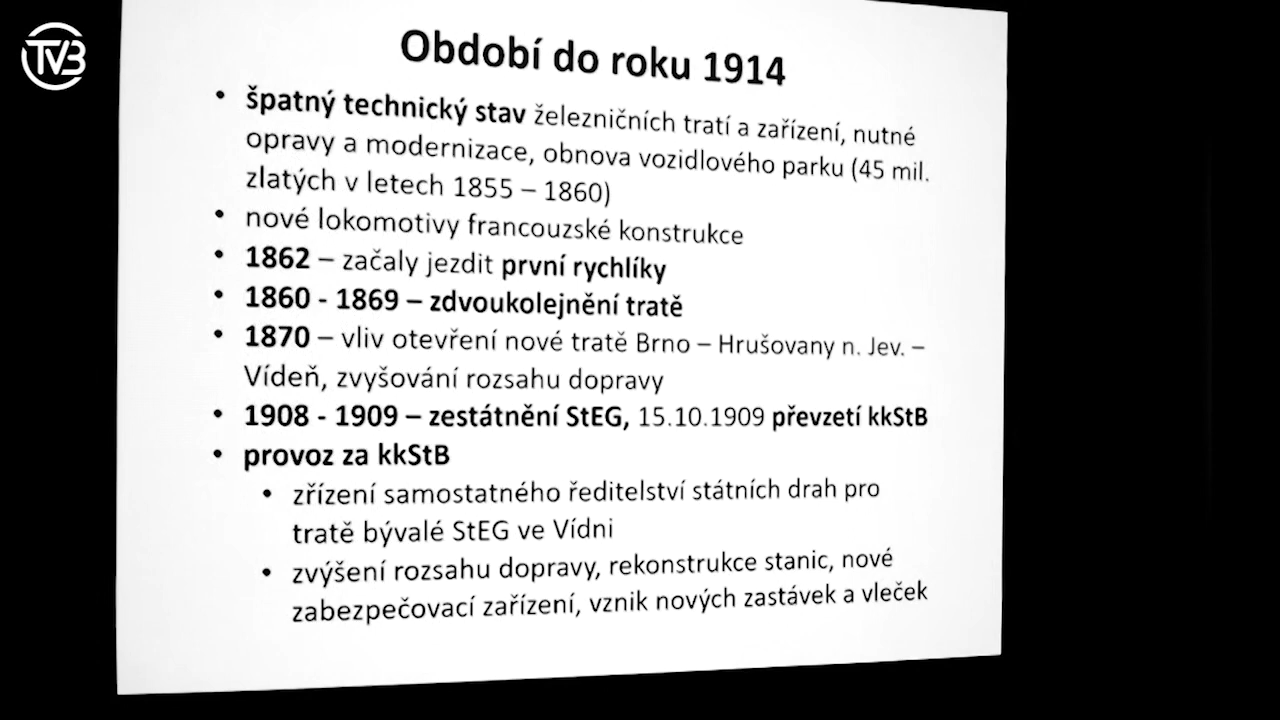 TVB
Období do roku 1914
• špatný technický stav železničních tratí a zařízení, nutné
opravy a modernizace, obnova vozidlového parku (45 mil.
zlatých v letech 1855 – 1860)
• nové lokomotivy francouzské konstrukce
• 1862 – začaly jezdit první rychlíky
• 1860 - 1869 – zdvoukolejnění tratě
• 1870 – vliv otevření nové tratě Brno – Hrušovany n. Jev. –
Vídeň, zvyšování rozsahu dopravy
• 1908 - 1909 – zestátnění StEG, 15.10.1909 převzetí kkStB
• provoz za kkStB
• zřízení samostatného ředitelství státních drah pro
tratě bývalé StEG ve Vídni
• zvýšení rozsahu dopravy, rekonstrukce stanic, nové
zabezpečovací zařízení, vznik nových zastávek a vleček